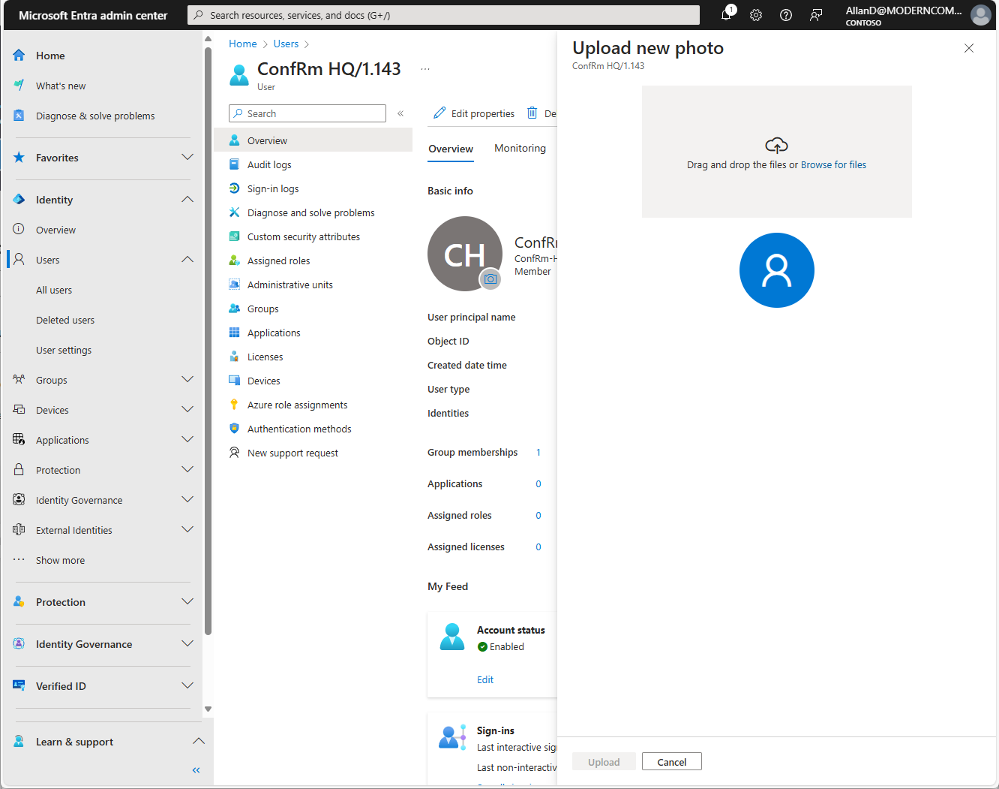 Microsoft Entra admin center
Search resources, services, and docs (G+/)
1
AllanD@MODERNCOM...
CONTOSO
Home
What's new
Diagnose & solve problems
Favorites
Identity
Overview
Users
All users
Deleted users
User settings
Groups
Devices
Applications
Protection
Identity Governance
External Identities
Show more
Protection
Identity Governance
Verified ID
Learn & support
Home
Users
ConfRm HQ/1.143
User
Search
Overview
Audit logs
Sign-in logs
Diagnose and solve problems
Custom security attributes
Assigned roles
Administrative units
Groups
Applications
Licenses
Devices
Azure role assignments
Authentication methods
New support request
Edit properties
De
Overview
Monitoring
Basic info
CH
ConfR
ConfRm-H
Member
User principal name
Object ID
Created date time
User type
Identities
Group memberships 1
Applications 0
Assigned roles 0
Assigned licenses 0
My Feed
Account status
Enabled
Edit
Sign-ins
Last interactive sig
Last non-interactiv
Upload new photo
ConfRm HQ/1.143
Drag and drop the files or Browse for files
Upload
Cancel